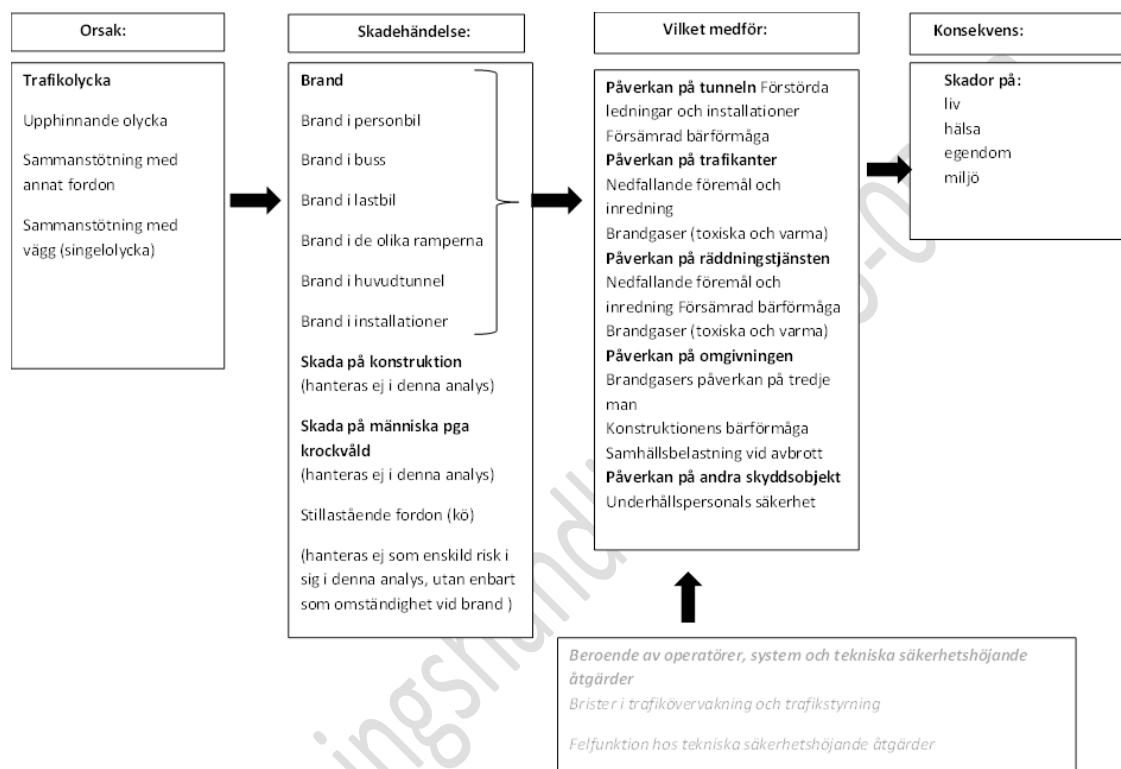 Orsak:
Trafikolycka
Upphinnande olycka
Sammanstötning med
annat fordon
Sammanstötning med
vägg (singelolycka)
Skadehändelse:
Brand
Brand i personbil
Brand i buss
Brand i lastbil
Brand i de olika ramperna
Brand i huvudtunnel
Brand i installationer
Skada på konstruktion
(hanteras ej i denna analys)
Skada på människa pga
krockvåld
(hanteras ej i denna analys)
Stillastående fordon (kö)
(hanteras ej som enskild risk i
sig i denna analys, utan enbart
som omständighet vid brand )
Vilket medför:
Påverkan på tunneln Förstörda
ledningar och installationer
Försämrad bärförmåga
Påverkan på trafikanter
Nedfallande föremål och
inredning
Brandgaser (toxiska och varma)
Påverkan på räddningstjänsten
Nedfallande föremål och
inredning Försämrad bärförmåga
Brandgaser (toxiska och varma)
Påverkan på omgivningen
Brandgasers påverkan på tredje
man
Konstruktionens bärförmåga
Samhällsbelastning vid avbrott
Påverkan på andra skyddsobjekt
Underhållspersonals säkerhet
Konsekvens:
Skador på:
liv
hälsa
egendom
miljö
Beroende av operatörer, system och tekniska säkerhetshöjande
åtgärder
Brister i trafikövervakning och trafikstyrning
Felfunktion hos tekniska säkerhetshöjande åtgärder